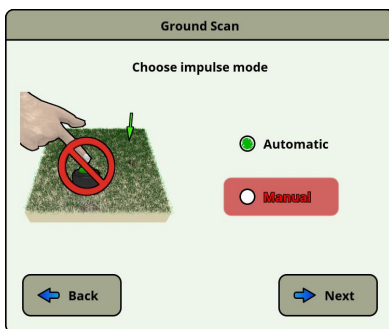 Ground Scan
Choose impulse mode
Automatic
Manual
Back
Next